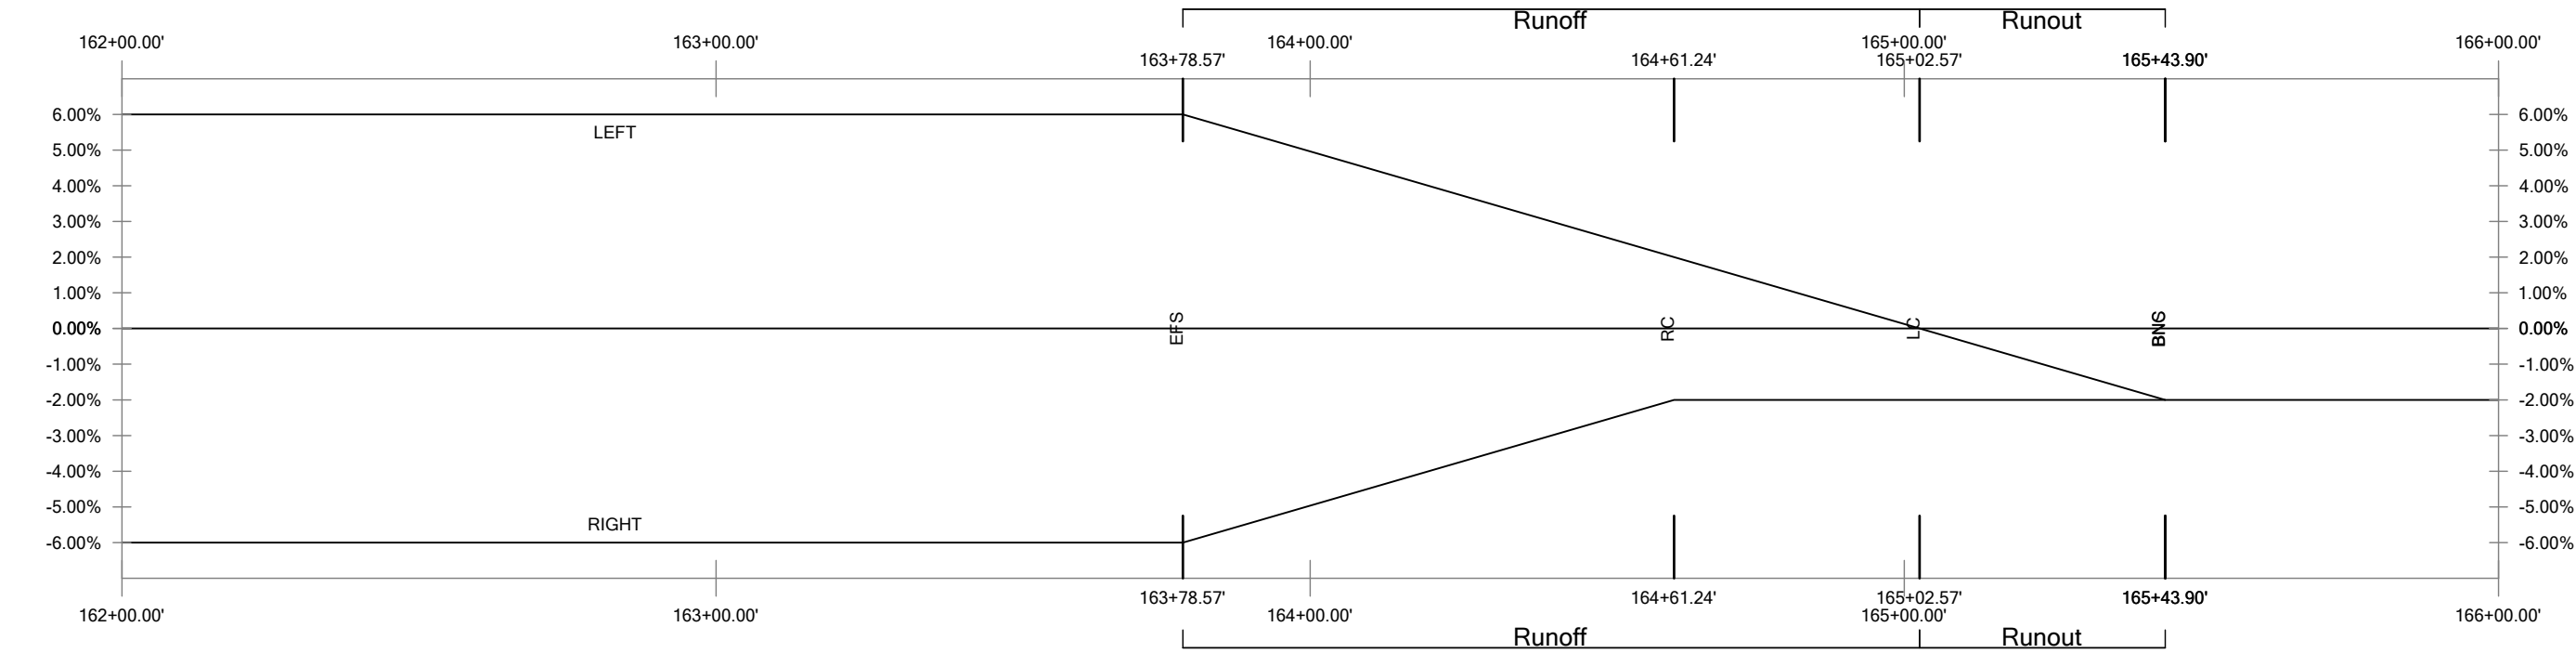 Runoff Runout
162+00.00' 163+00.00' 164+00.00' 165+00.00' 166+00.00'
163+78.57' 164+61.24' 165+02.57' 165+43.90'
6.00% 6.00%
LEFT
5.00% 5.00%
4.00% 4.00%
3.00% 3.00%
2.00% 2.00%
1.00% 1.00%
0.00% EFS RC LC 0.00%
-1.00% -1.00%
-2.00% -2.00%
-3.00% -3.00%
-4.00% -4.00%
-5.00% -5.00%
RIGHT
-6.00% -6.00%
163+78.57' 164+61.24' 165+02.57' 165+43.90'
162+00.00' 163+00.00' 164+00.00' 165+00.00' 166+00.00'
Runoff Runout